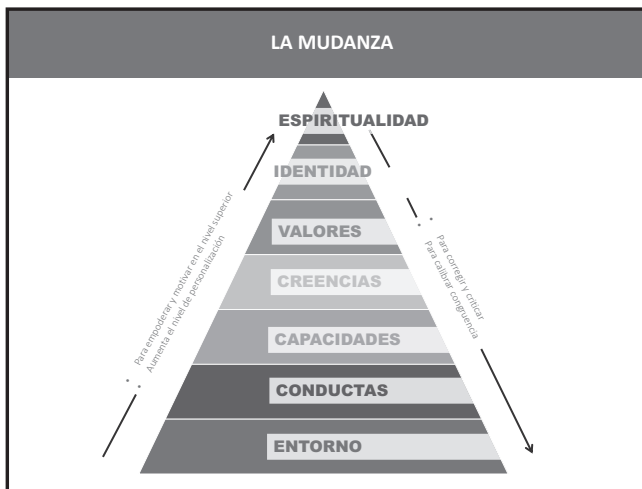 LA MUDANZA
ESPIRITUALIDAD
IDENTIDAD
VALORES
CREENCIAS
CAPACIDADES
CONDUCTAS
ENTORNO
• Para empoderar y motivar en el nivel superior
• Aumenta el nivel de personalización
• Para corregir y criticar
• Para calibrar congruencia